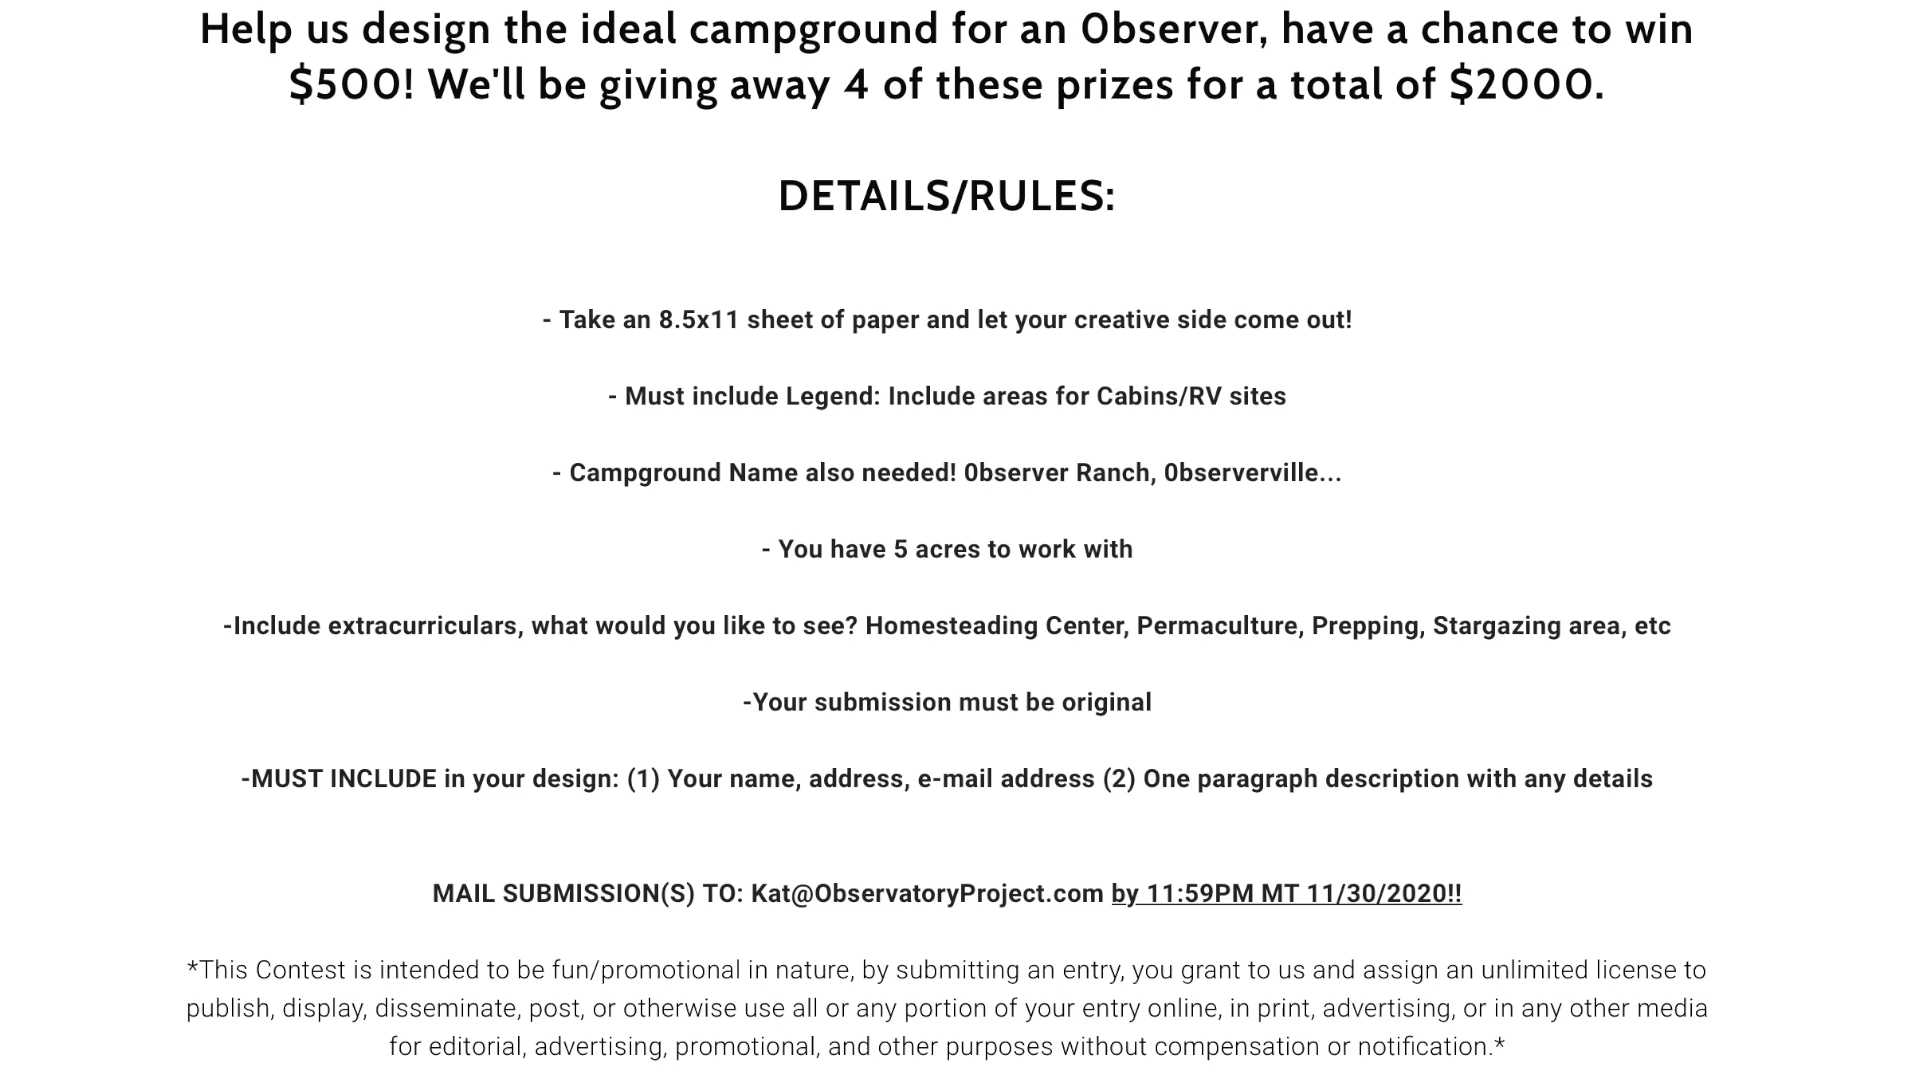 Help us design the ideal campground for an 0bserver, have a chance to win
$500! We'll be giving away 4 of these prizes for a total of $2000.
DETAILS/RULES:
- Take an 8.5x11 sheet of paper and let your creative side come out!
- Must include Legend: Include areas for Cabins/RV sites
- Campground Name also needed! 0bserver Ranch, 0bserverville...
- You have 5 acres to work with
-Include extracurriculars, what would you like to see? Homesteading Center, Permaculture, Prepping, Stargazing area, etc
-Your submission must be original
-MUST INCLUDE in your design: (1) Your name, address, e-mail address (2) One paragraph description with any details
MAIL SUBMISSION(S) TO: Kat@ObservatoryProject.com by 11:59PM MT 11/30/2020!!
*This Contest is intended to be fun/promotional in nature, by submitting an entry, you grant to us and assign an unlimited license to
publish, display, disseminate, post, or otherwise use all or any portion of your entry online, in print, advertising, or in any other media
for editorial, advertising, promotional, and other purposes without compensation or notification.*